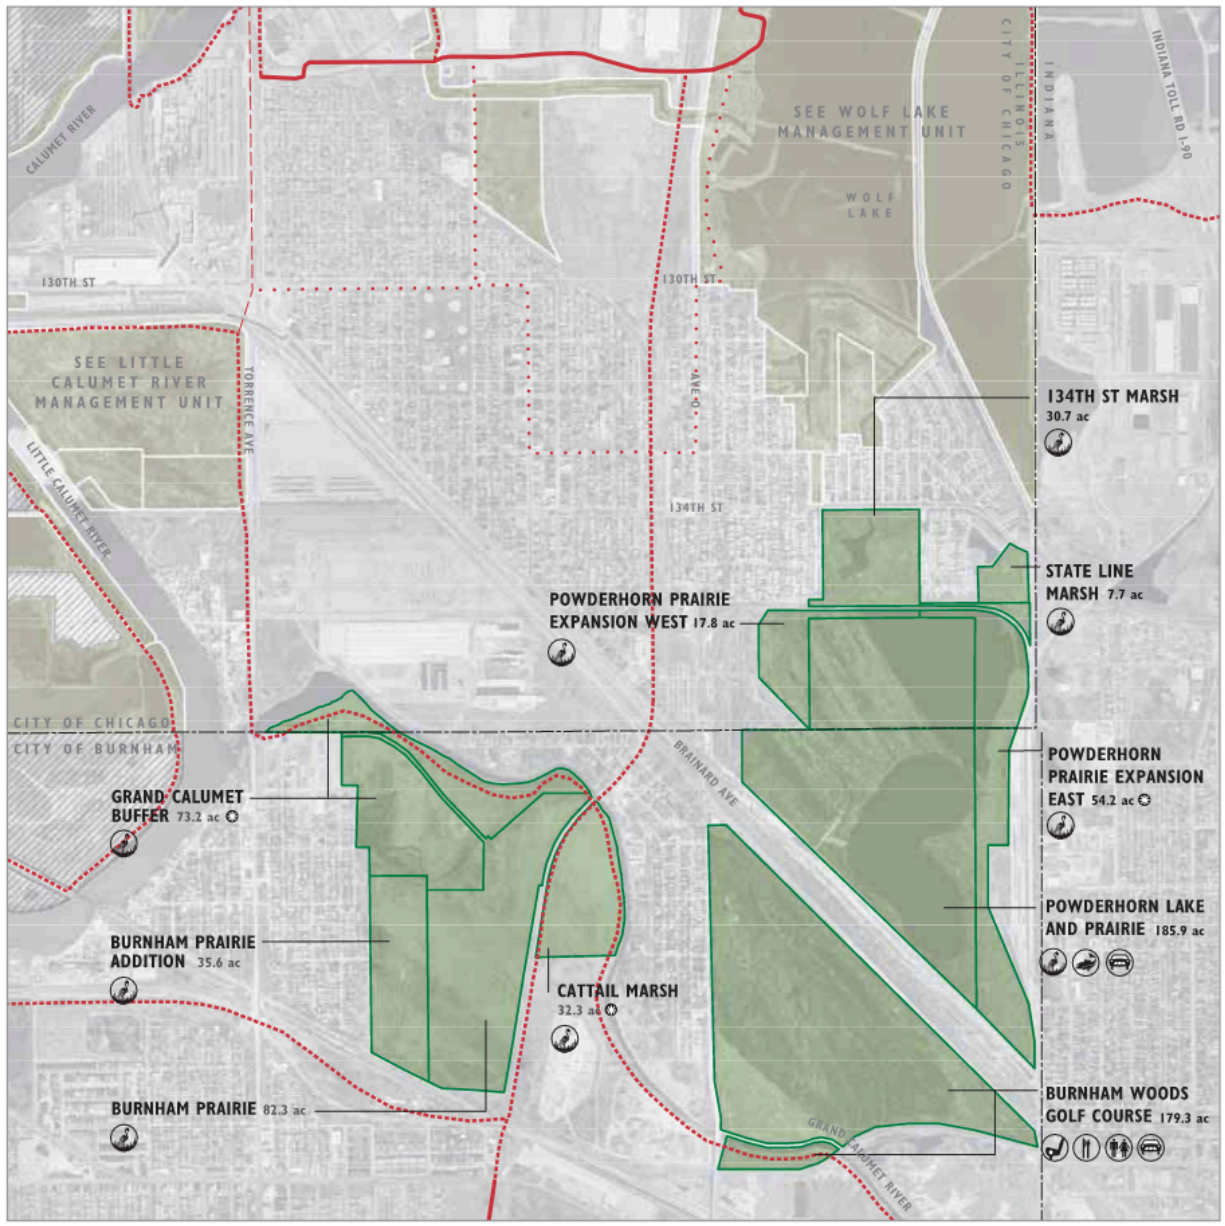 CALUMET RIVER
SEE WOLF LAKE
MANAGEMENT UNIT
WOLF
LAKE
CITY OF CHICAGO
ILLINOIS
INDIANA
INDIANA TOLL RD I-90
130TH ST
130TH ST
SEE LITTLE
CALUMET RIVER
MANAGEMENT UNIT
TORRENCE AVE
AVE O
LITTLE CALUMET RIVER
134TH ST MARSH
30.7 ac
134TH ST
STATE LINE
MARSH 7.7 ac
POWDERHORN PRAIRIE
EXPANSION WEST 17.8 ac
CITY OF CHICAGO
CITY OF BURNHAM
BRAINARD AVE
POWDERHORN
PRAIRIE EXPANSION
EAST 54.2 ac
GRAND CALUMET
BUFFER 73.2 ac
POWDERHORN LAKE
AND PRAIRIE 185.9 ac
BURNHAM PRAIRIE
ADDITION 35.6 ac
CATTAIL MARSH
32.3 ac
BURNHAM PRAIRIE 82.3 ac
BURNHAM WOODS
GOLF COURSE 179.3 ac
GRAND CALUMET RIVER